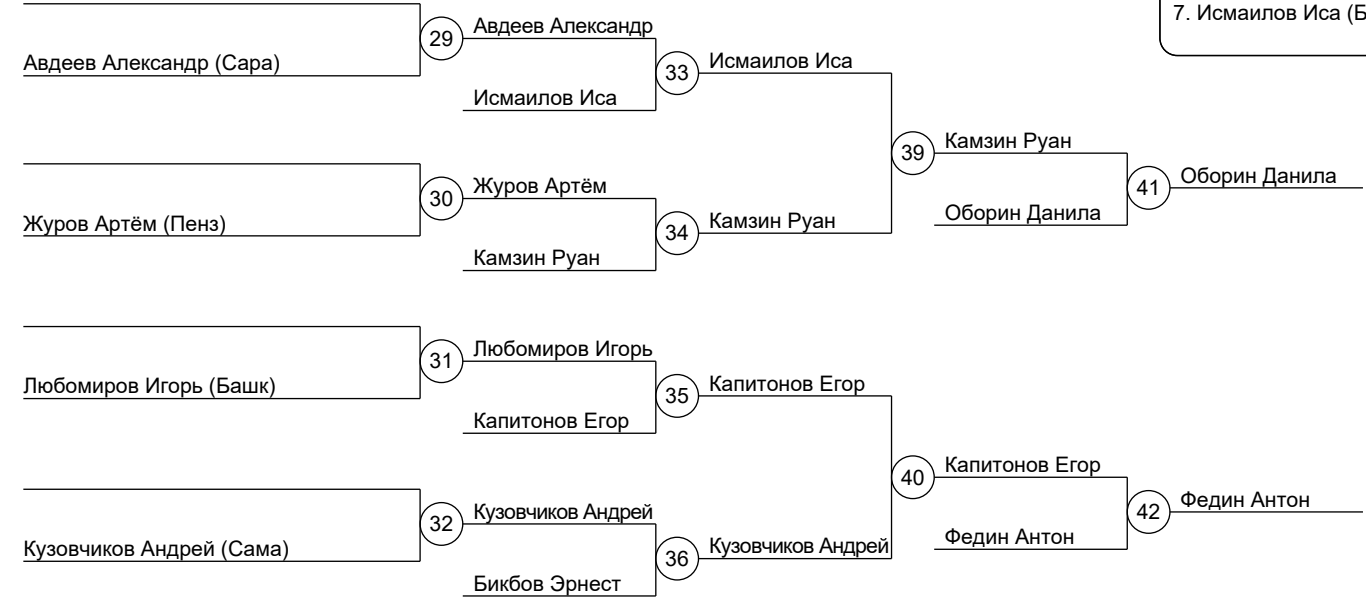 7. Исмаилов Иса (Б
Авдеев Александр (Сара)
29
Авдеев Александр
Исмаилов Иса
33
Исмаилов Иса
Журов Артём (Пенз)
30
Журов Артём
Камзин Руан
34
Камзин Руан
39
Камзин Руан
Оборин Данила
41
Оборин Данила
Любомиров Игорь (Башк)
31
Любомиров Игорь
Капитонов Егор
35
Капитонов Егор
Кузовчиков Андрей (Сама)
32
Кузовчиков Андрей
Бикбов Эрнест
36
Кузовчиков Андрей
40
Капитонов Егор
Федин Антон
42
Федин Антон